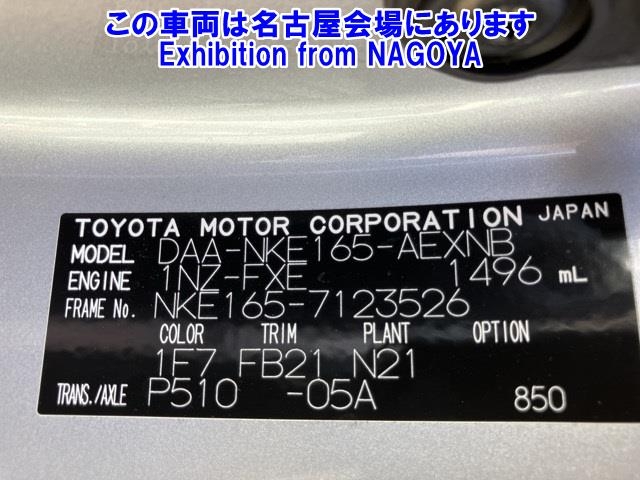 この車両は名古屋会場にあります
Exhibition from NAGOYA
TOYOTA MOTOR CORPORATION JAPAN
MODEL DAA-NKE165-AEXNB
ENGINE 1NZ-FXE 1496 mL
FRAME No. NKE165-7123526
COLOR TRIM PLANT OPTION
1F7 FB21 N21
TRANS./AXLE P510 -05A 850